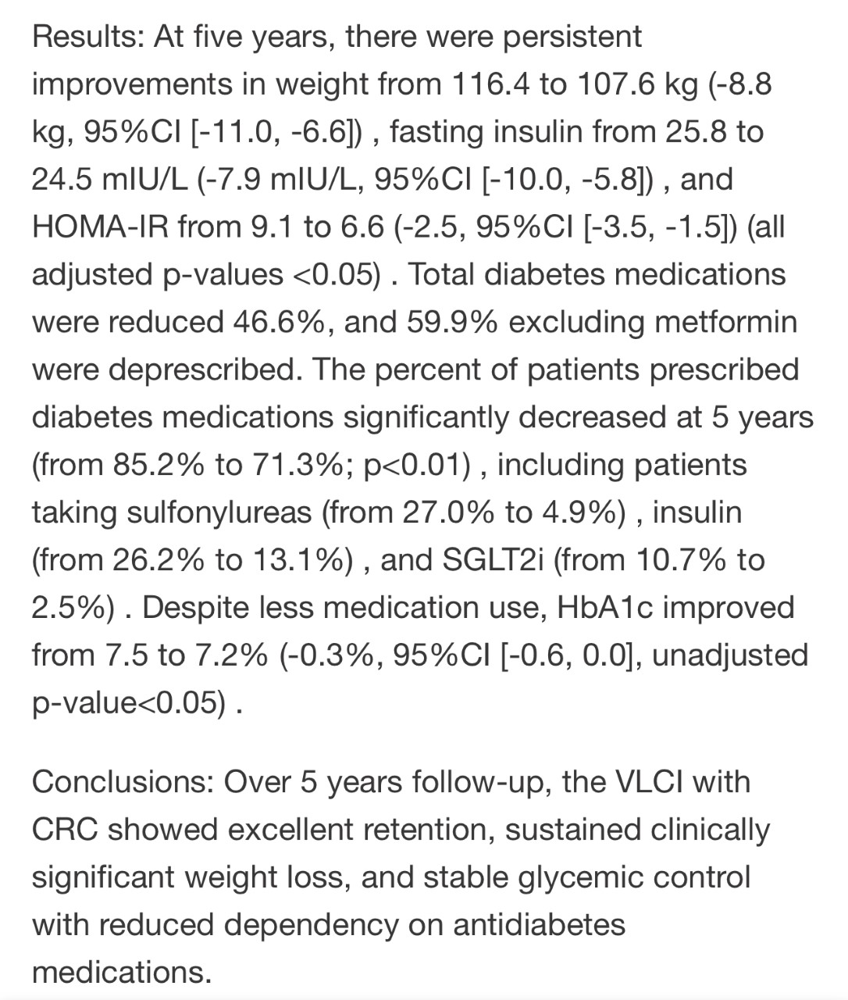 Results: At five years, there were persistent
improvements in weight from 116.4 to 107.6 kg (-8.8
kg, 95%CI [-11.0, -6.6]) , fasting insulin from 25.8 to
24.5 mIU/L (-7.9 mIU/L, 95%CI [-10.0, -5.8]) , and
HOMA-IR from 9.1 to 6.6 (-2.5, 95%CI [-3.5, -1.5]) (all
adjusted p-values <0.05) . Total diabetes medications
were reduced 46.6%, and 59.9% excluding metformin
were deprescribed. The percent of patients prescribed
diabetes medications significantly decreased at 5 years
(from 85.2% to 71.3%; p<0.01) , including patients
taking sulfonylureas (from 27.0% to 4.9%) , insulin
(from 26.2% to 13.1%) , and SGLT2i (from 10.7% to
2.5%) . Despite less medication use, HbA1c improved
from 7.5 to 7.2% (-0.3%, 95%CI [-0.6, 0.0], unadjusted
p-value<0.05) .
Conclusions: Over 5 years follow-up, the VLCI with
CRC showed excellent retention, sustained clinically
significant weight loss, and stable glycemic control
with reduced dependency on antidiabetes
medications.